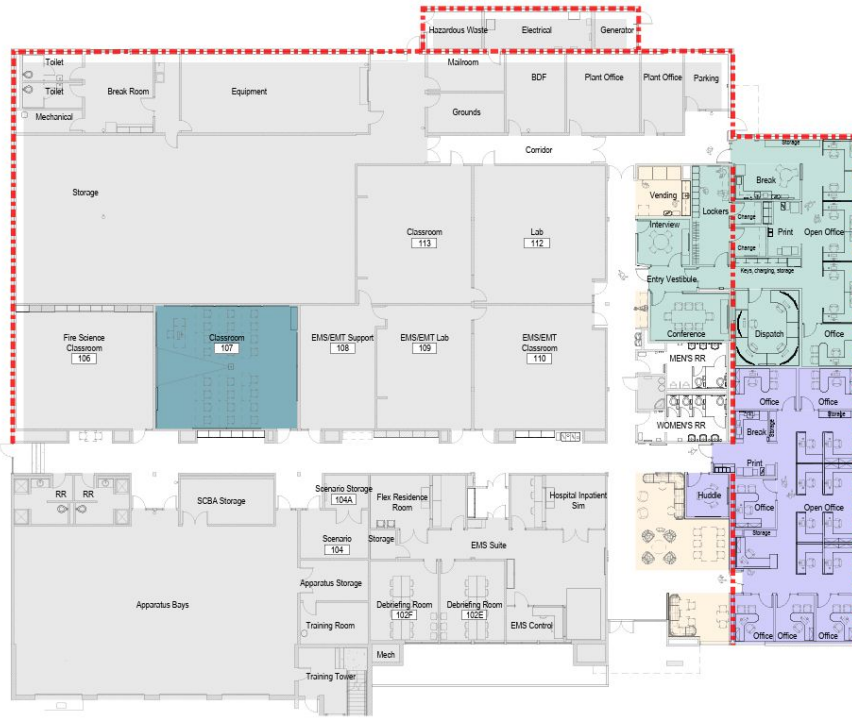 Hazardous Waste
Electrical
Generator
Toilet
Toilet
Mechanical
Break Room
Equipment
Mailroom
Grounds
BDF
Plant Office
Plant Office
Parking
Corridor
Storage
Storage
Break
Vending
Lockers
Change
Change
Print
Open Office
Classroom
113
Lab
112
Interview
Entry Vestibule
Keys, charging, storage
Conference
Dispatch
Office
Fire Science
Classroom
106
Classroom
107
EMS/EMT Support
108
EMS/EMT Lab
109
EMS/EMT
Classroom
110
MEN'S RR
WOMEN'S RR
Office
Office
Storage
Break
Storage
Print
RR
RR
SCBA Storage
Scenario Storage
104A
Flex Residence
Room
Hospital Inpatient
Sim
Huddle
Office
Open Office
Storage
Scenario
104
Storage
EMS Suite
Apparatus Bays
Apparatus Storage
Debriefing Room
102F
Debriefing Room
102E
EMS Control
Training Room
Office
Office
Office
Mech
Training Tower